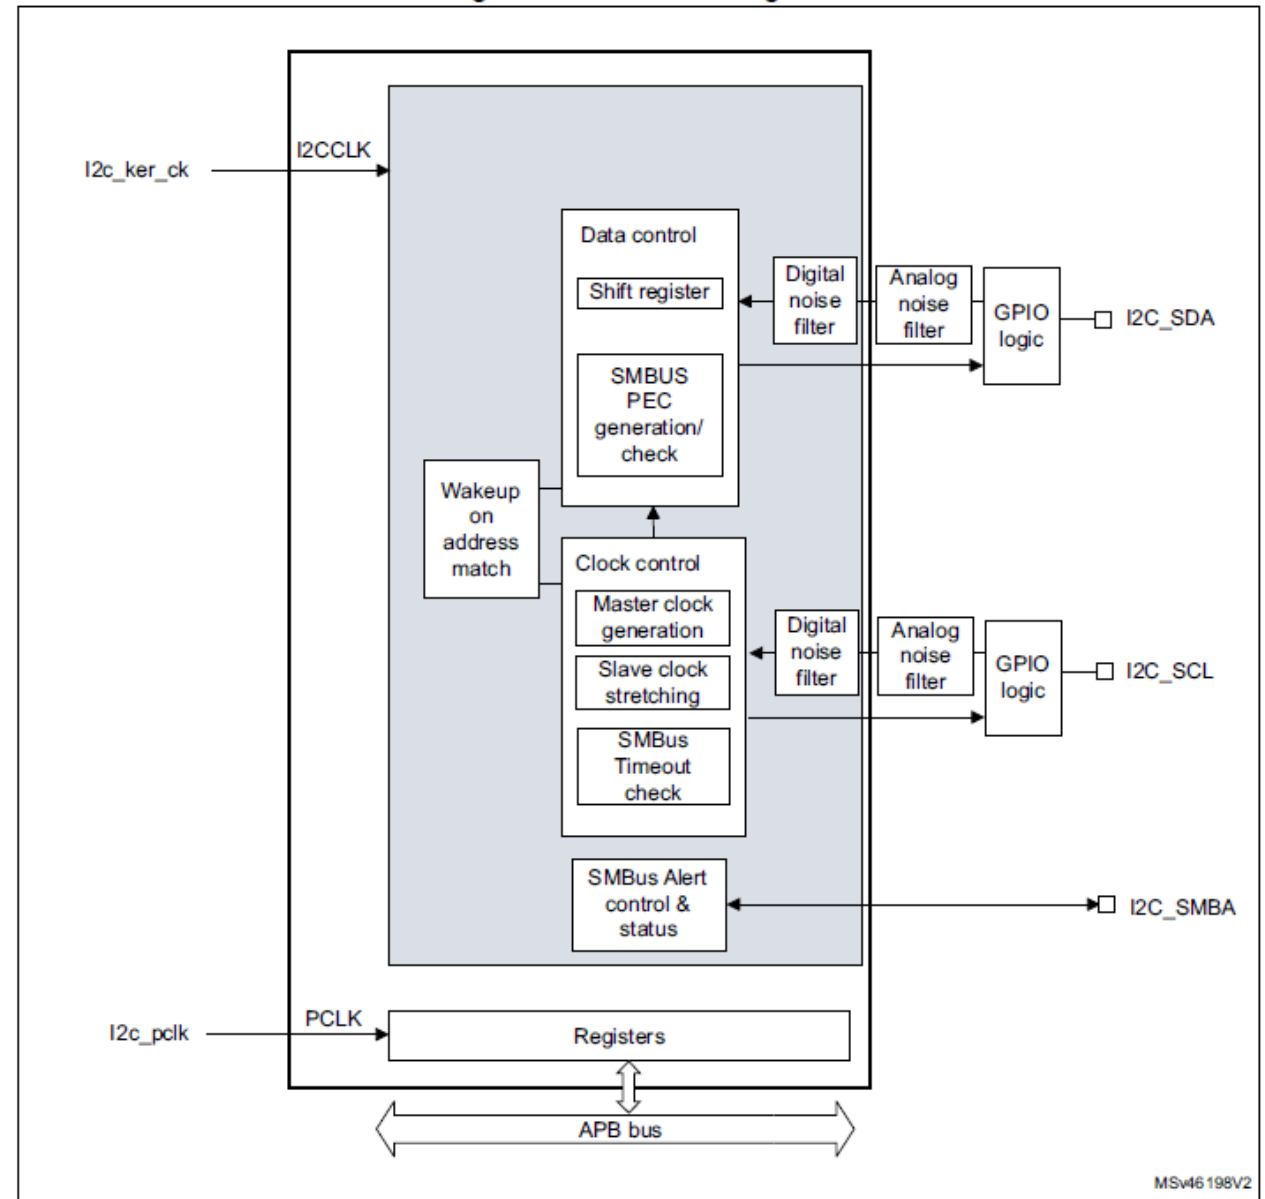 I2CCLK
I2c_ker_ck
Data control
Shift register
SMBUS
PEC
generation/
check
Digital
noise
filter
Analog
noise
filter
GPIO
logic
I2C_SDA
Wakeup
on
address
match
Clock control
Master clock
generation
Slave clock
stretching
SMBus
Timeout
check
Digital
noise
filter
Analog
noise
filter
GPIO
logic
I2C_SCL
SMBus Alert
control &
status
I2C_SMBA
PCLK
I2c_pclk
Registers
APB bus
MSv46198V2